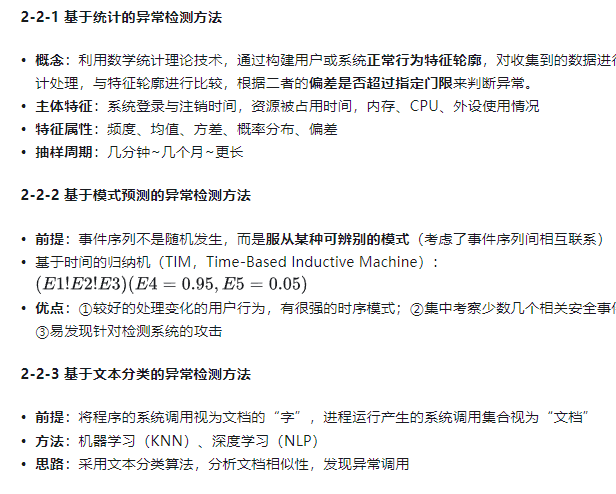 2-2-1 基于统计的异常检测方法
• 概念：利用数学统计理论技术，通过构建用户或系统正常行为特征轮廓，对收集到的数据进行
计处理，与特征轮廓进行比较，根据二者的偏差是否超过指定门限来判断异常。
• 主体特征：系统登录与注销时间，资源被占用时间，内存、CPU、外设使用情况
• 特征属性：频度、均值、方差、概率分布、偏差
• 抽样周期：几分钟~几个月~更长
2-2-2 基于模式预测的异常检测方法
• 前提：事件序列不是随机发生，而是服从某种可辨别的模式（考虑了事件序列间相互联系）
• 基于时间的归纳机（TIM，Time-Based Inductive Machine）：
(E1!E2!E3)(E4 = 0.95, E5 = 0.05)
• 优点：①较好的处理变化的用户行为，有很强的时序模式；②集中考察少数几个相关安全事件
③易发现针对检测系统的攻击
2-2-3 基于文本分类的异常检测方法
• 前提：将程序的系统调用视为文档的“字”，进程运行产生的系统调用集合视为“文档”
• 方法：机器学习（KNN）、深度学习（NLP）
• 思路：采用文本分类算法，分析文档相似性，发现异常调用